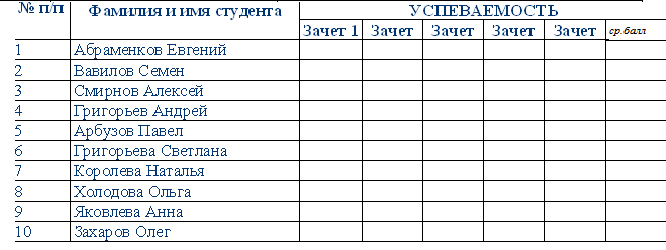 № п/п Фамилия и имя студента УСПЕВАЕМОСТЬ
Зачет 1 Зачет Зачет Зачет Зачет ср.балл
1 Абраменков Евгений
2 Вавилов Семен
3 Смирнов Алексей
4 Григорьев Андрей
5 Арбузов Павел
6 Григорьева Светлана
7 Королева Наталья
8 Холодова Ольга
9 Яковлева Анна
10 Захаров Олег